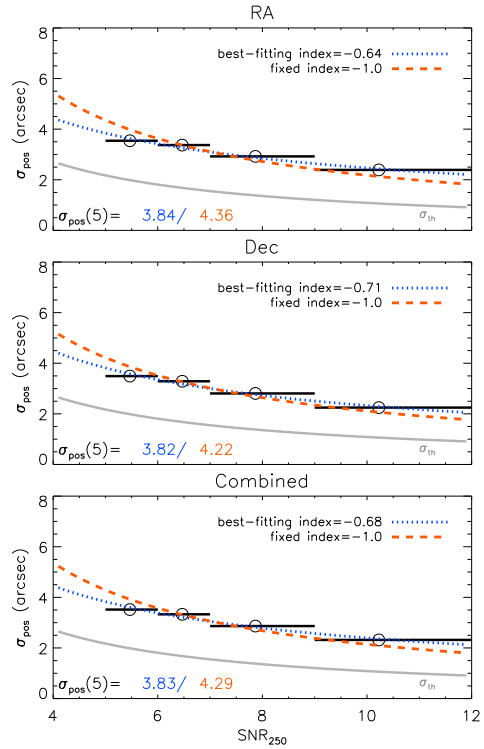 RA
8
6
4
2
0
σpos (arcsec)
best-fitting index=-0.64
fixed index=-1.0
σpos(5)= 3.84/ 4.36
σth
Dec
8
6
4
2
0
σpos (arcsec)
best-fitting index=-0.71
fixed index=-1.0
σpos(5)= 3.82/ 4.22
σth
Combined
8
6
4
2
0
σpos (arcsec)
best-fitting index=-0.68
fixed index=-1.0
σpos(5)= 3.83/ 4.29
σth
4 6 8 10 12
SNR250